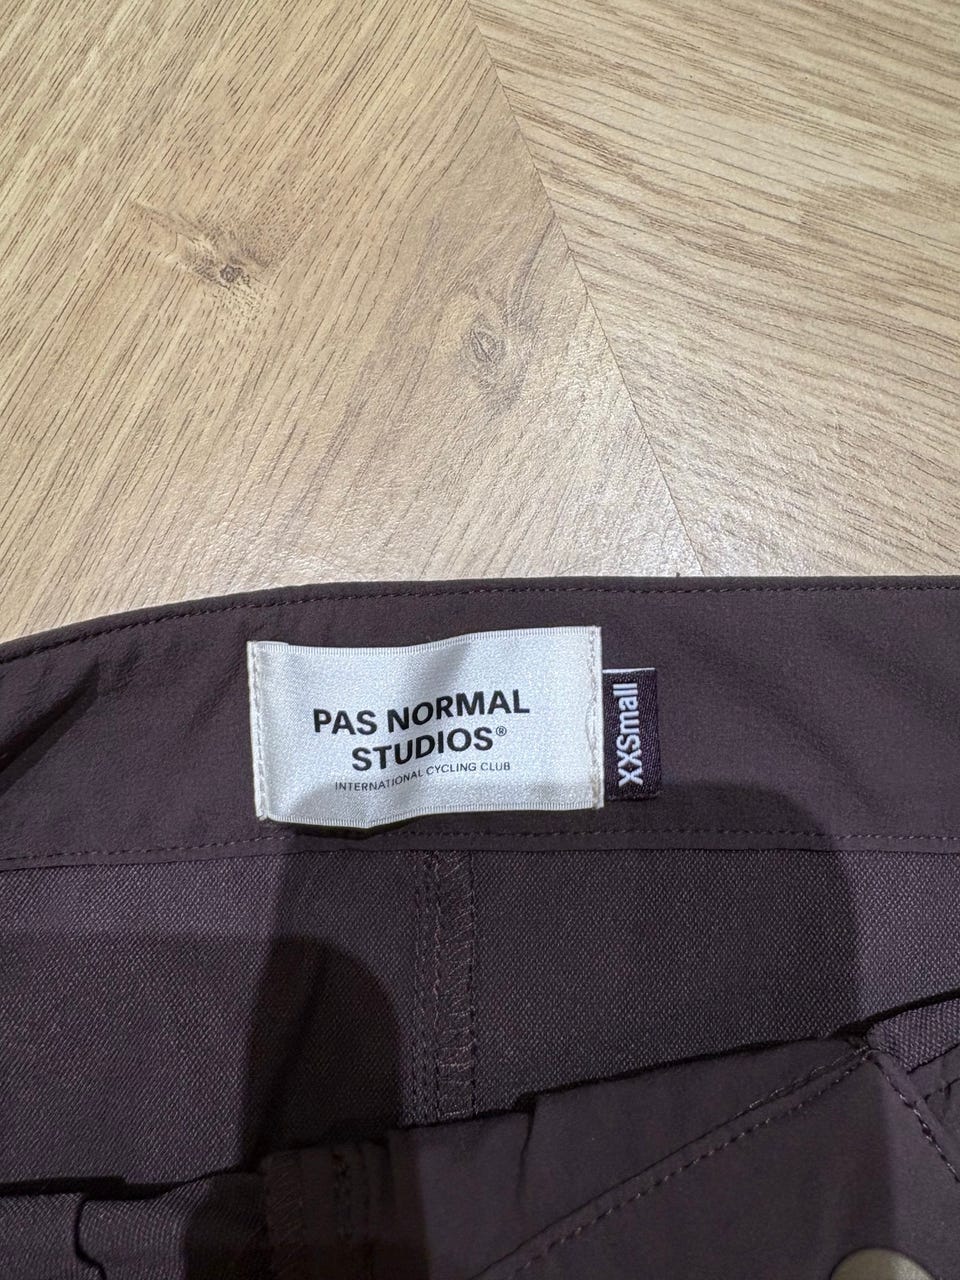 PAS NORMAL
STUDIOS®
INTERNATIONAL CYCLING CLUB
XXSmall